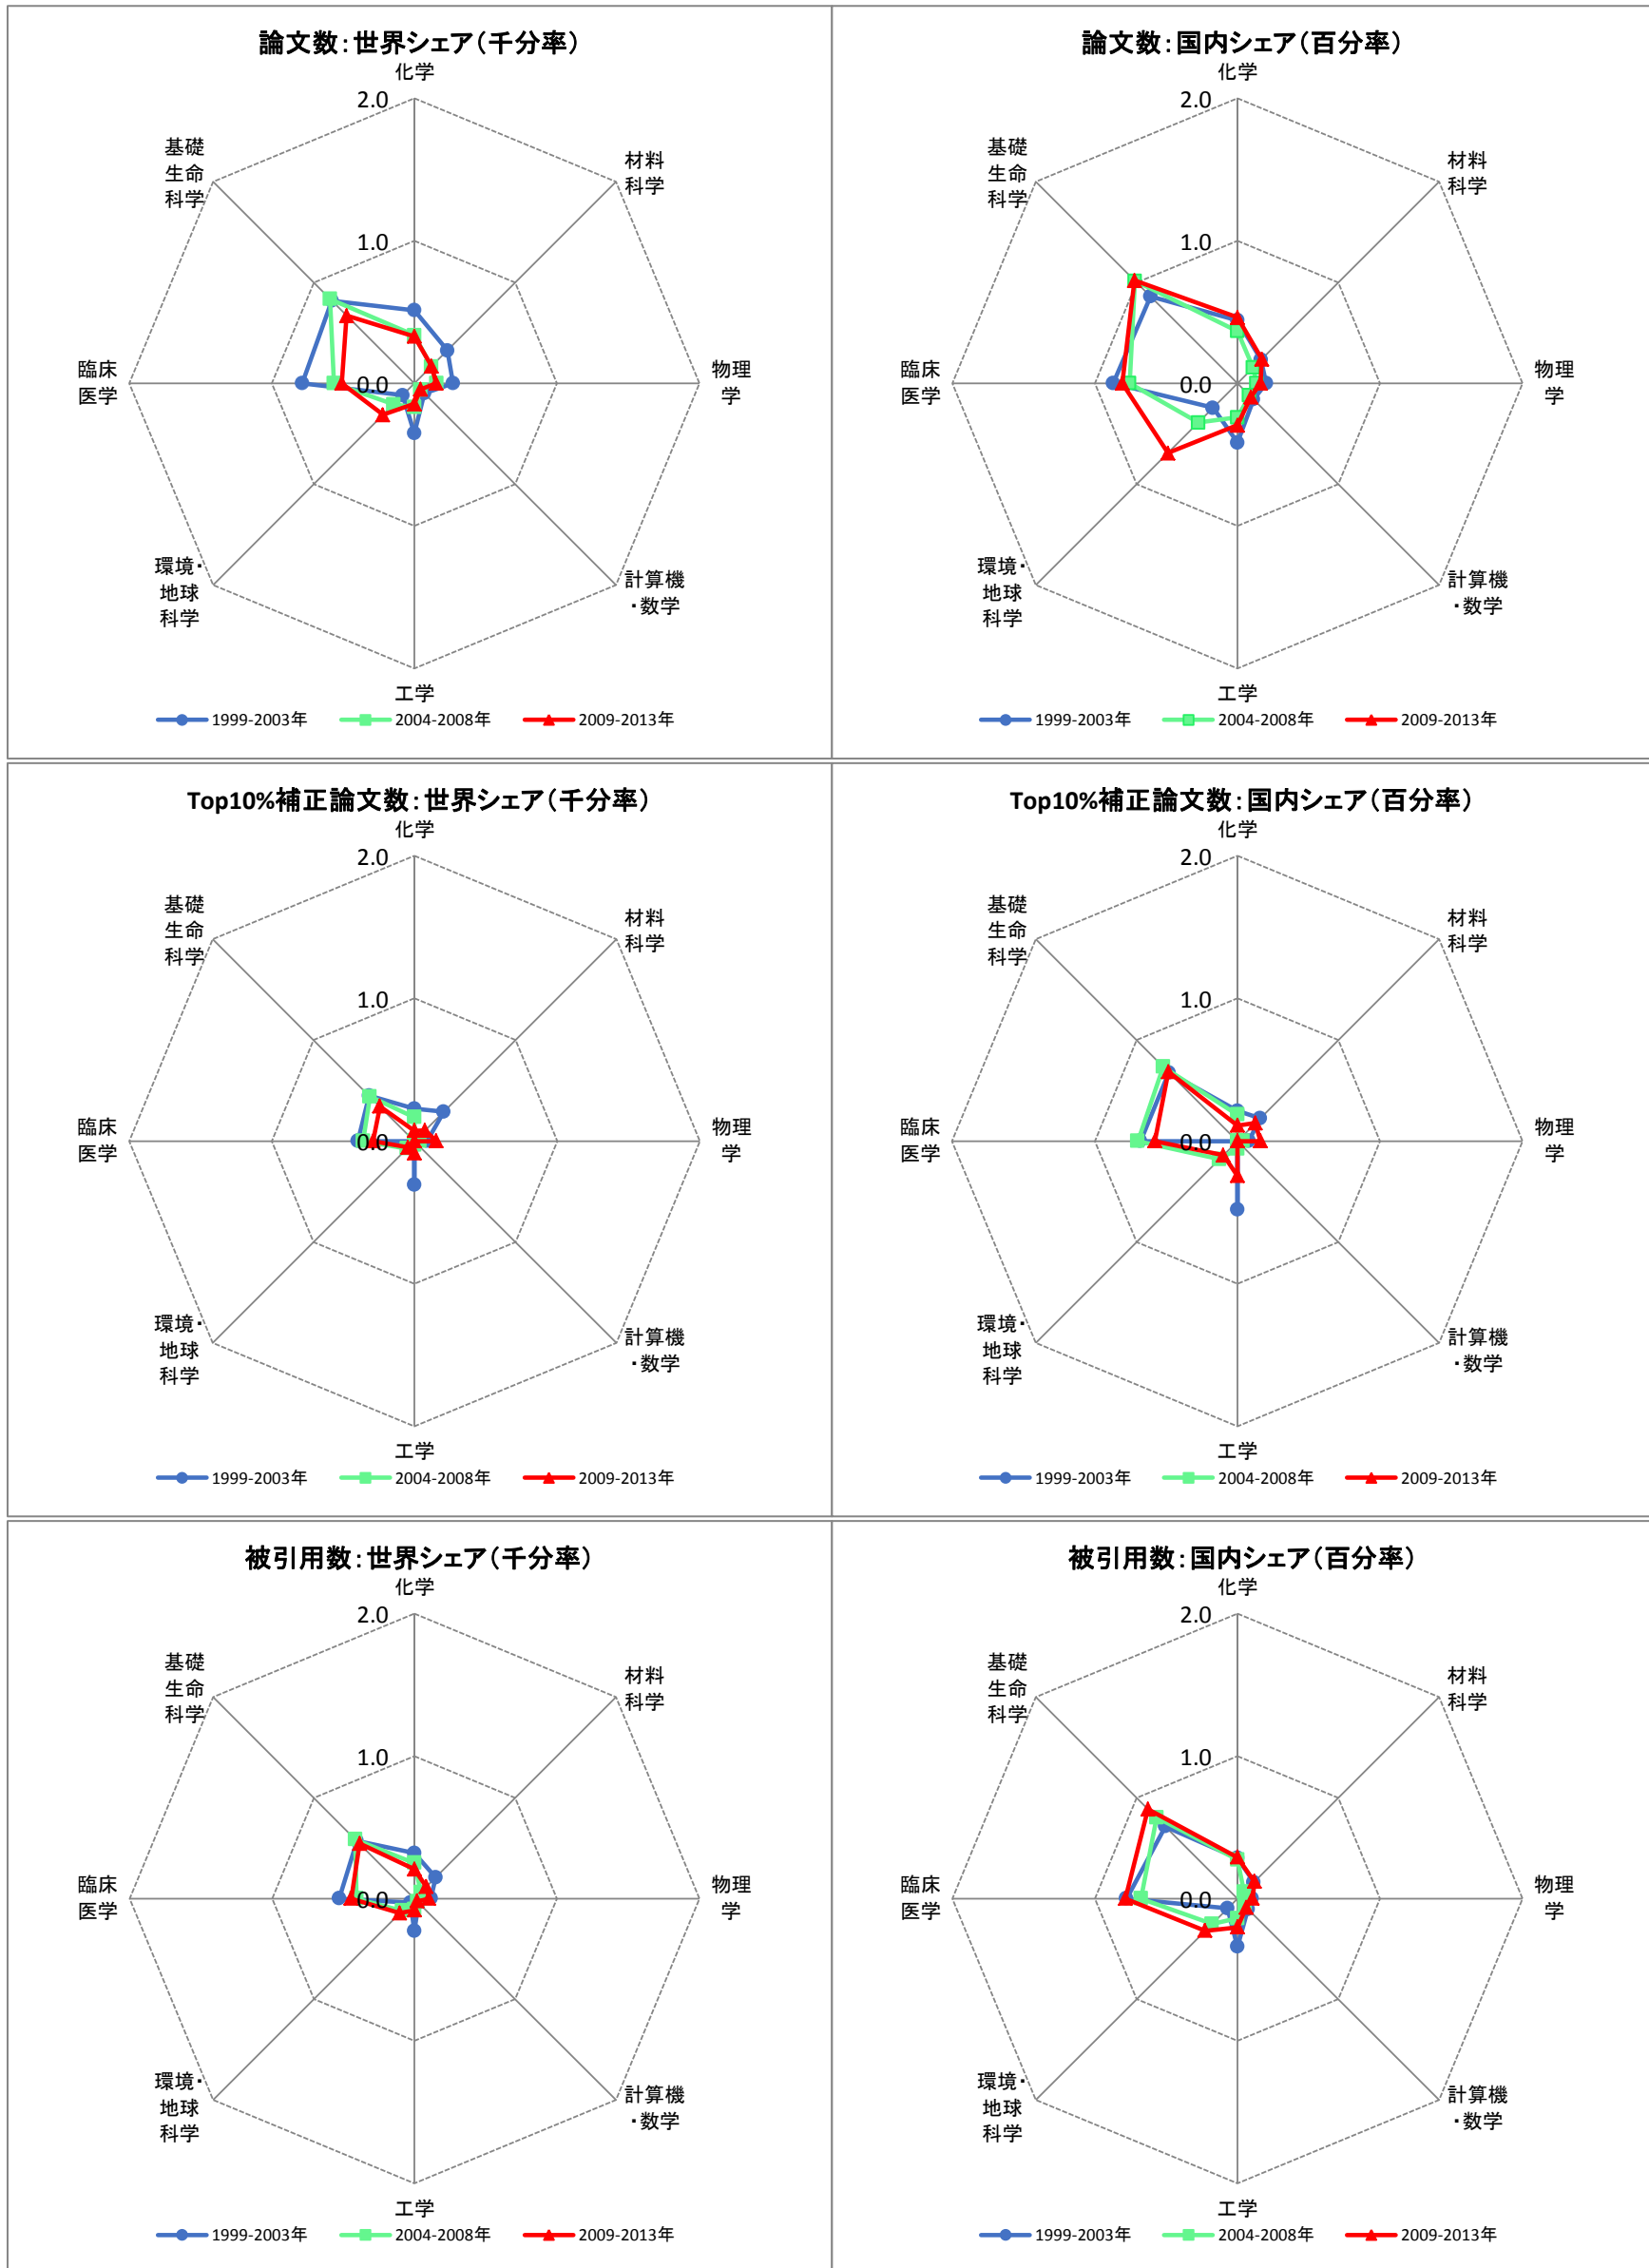 論文数：世界シェア（千分率）
化学
2.0
基礎
生命
科学
材料
科学
1.0
臨床
医学
0.0
物理
学
環境・
地球
科学
計算機
・数学
工学
1999-2003年 2004-2008年 2009-2013年
論文数：国内シェア（百分率）
化学
2.0
基礎
生命
科学
材料
科学
1.0
臨床
医学
0.0
物理
学
環境・
地球
科学
計算機
・数学
工学
1999-2003年 2004-2008年 2009-2013年
Top10%補正論文数：世界シェア（千分率）
化学
2.0
基礎
生命
科学
材料
科学
1.0
臨床
医学
0.0
物理
学
環境・
地球
科学
計算機
・数学
工学
1999-2003年 2004-2008年 2009-2013年
Top10%補正論文数：国内シェア（百分率）
化学
2.0
基礎
生命
科学
材料
科学
1.0
臨床
医学
0.0
物理
学
環境・
地球
科学
計算機
・数学
工学
1999-2003年 2004-2008年 2009-2013年
被引用数：世界シェア（千分率）
化学
2.0
基礎
生命
科学
材料
科学
1.0
臨床
医学
0.0
物理
学
環境・
地球
科学
計算機
・数学
工学
1999-2003年 2004-2008年 2009-2013年
被引用数：国内シェア（百分率）
化学
2.0
基礎
生命
科学
材料
科学
1.0
臨床
医学
0.0
物理
学
環境・
地球
科学
計算機
・数学
工学
1999-2003年 2004-2008年 2009-2013年